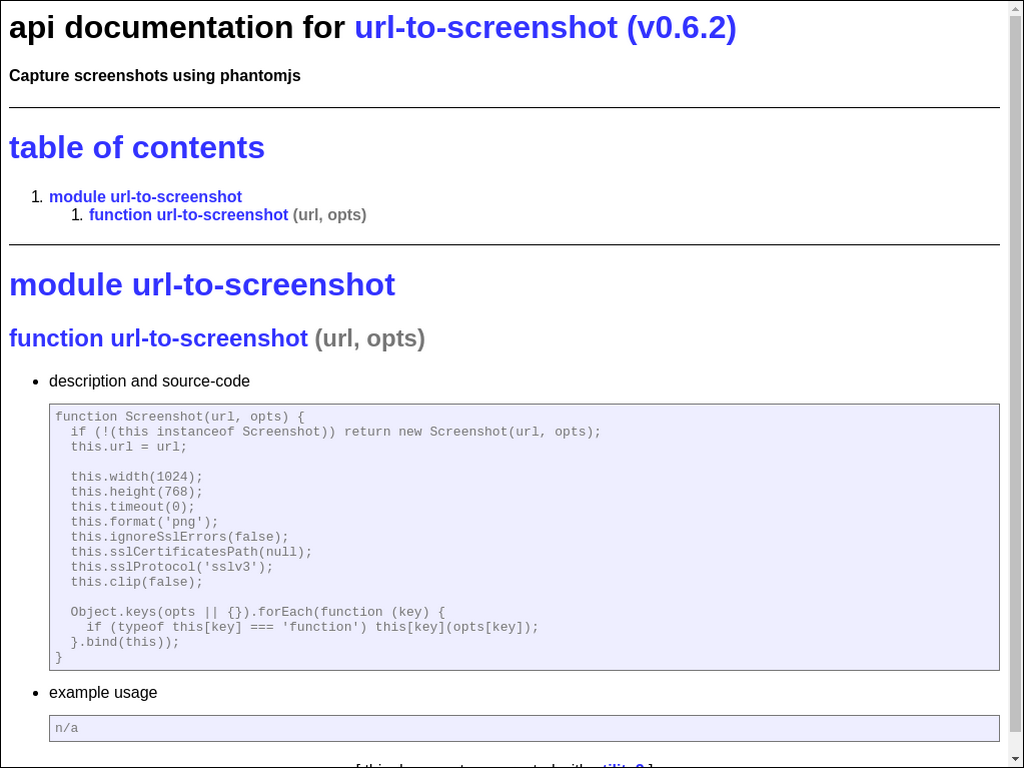 api documentation for url-to-screenshot (v0.6.2)
Capture screenshots using phantomjs
table of contents
1. module url-to-screenshot
1. function url-to-screenshot (url, opts)
module url-to-screenshot
function url-to-screenshot (url, opts)
• description and source-code
function Screenshot(url, opts) {
  if (!(this instanceof Screenshot)) return new Screenshot(url, opts);
  this.url = url;

  this.width(1024);
  this.height(768);
  this.timeout(0);
  this.format('png');
  this.ignoreSslErrors(false);
  this.sslCertificatesPath(null);
  this.sslProtocol('sslv3');
  this.clip(false);

  Object.keys(opts || {}).forEach(function (key) {
    if (typeof this[key] === 'function') this[key](opts[key]);
  }.bind(this));
}
• example usage
n/a